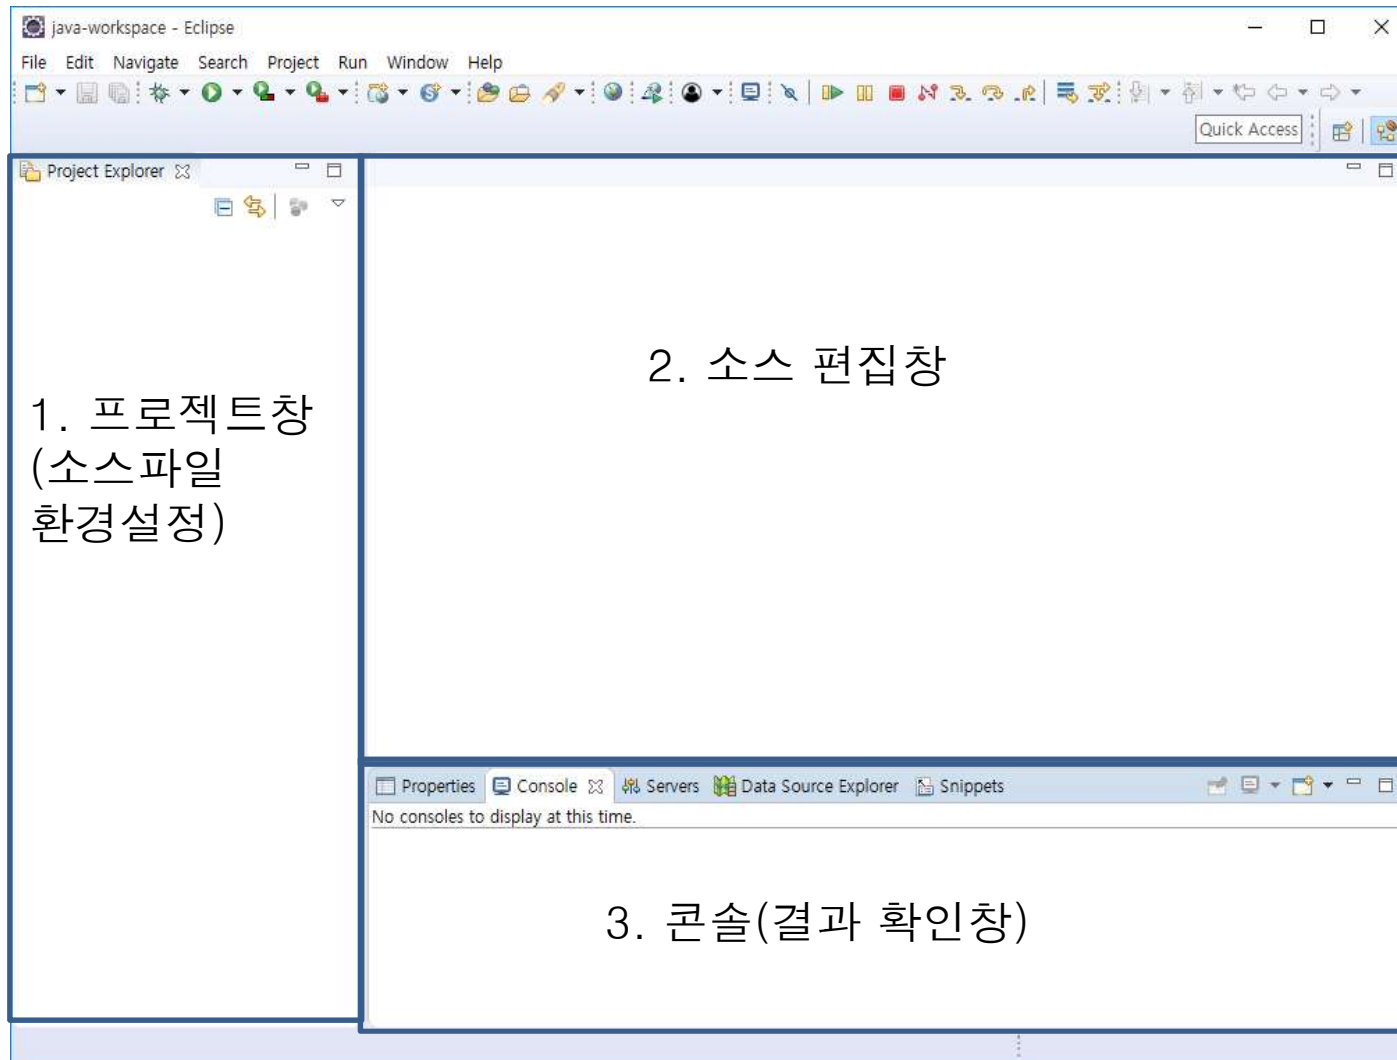 java-workspace - Eclipse
File Edit Navigate Search Project Run Window Help
Quick Access
Project Explorer
1. 프로젝트창
(소스파일
환경설정)
2. 소스 편집창
Properties Console Servers Data Source Explorer Snippets
No consoles to display at this time.
3. 콘솔(결과 확인창)